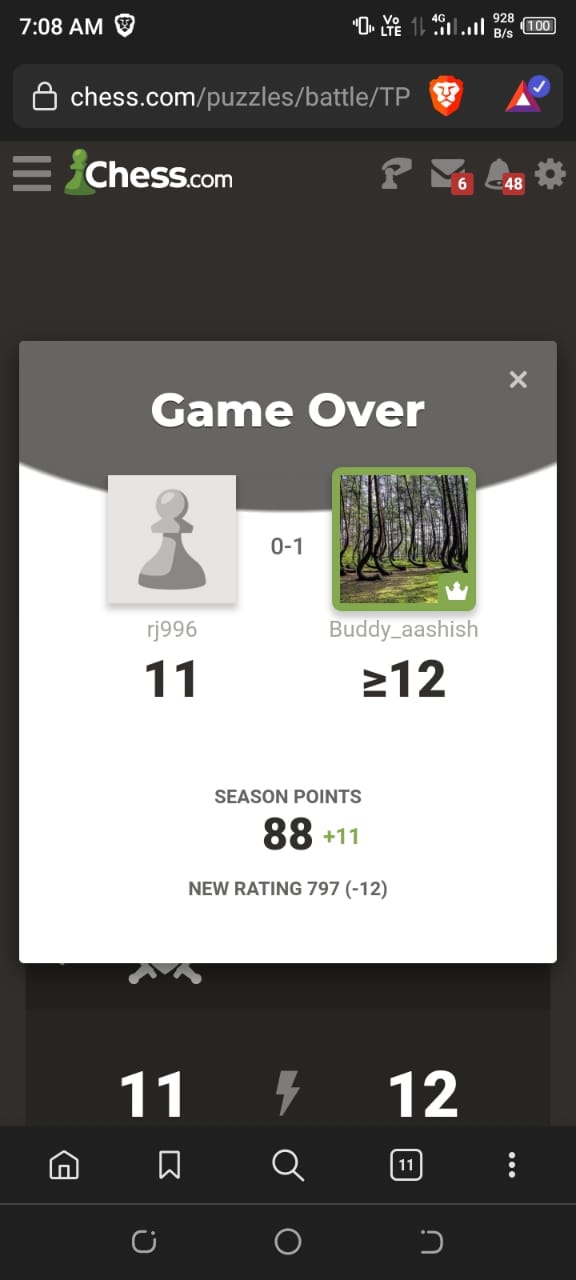 7:08 AM
Vo LTE 4G 928 B/s 100
chess.com/puzzles/battle/TP
Chess.com 6 48
×
Game Over
0-1
rj996 Buddy_aashish
11 ≥12
SEASON POINTS
88 +11
NEW RATING 797 (-12)
11 12
11